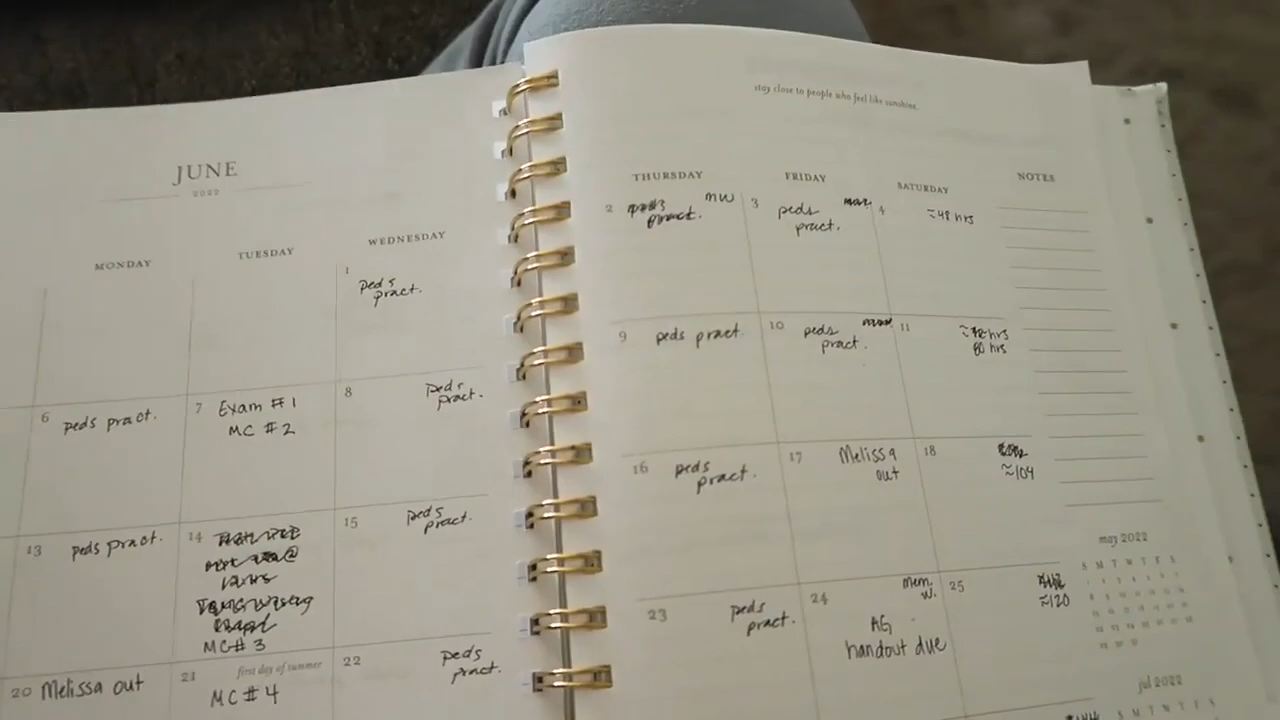 JUNE
2022
stay close to people who feel like sunshine.
MONDAY
TUESDAY
WEDNESDAY
THURSDAY
FRIDAY
SATURDAY
NOTES
1
peds
pract.
2
MW
pract.
3
peds
pract.
4
≈48 hrs
6
peds pract.
7
Exam #1
MC #2
8
peds
pract.
9
peds pract.
10
peds
pract.
11
80 hrs
13
peds pract.
14
MC #3
15
peds
pract.
16
peds
pract.
17
Melissa
out
18
≈104
20
Melissa out
21
first day of summer
MC #4
22
peds
pract.
23
peds
pract.
24
mem.
w.
AG
handout due
25
≈120
may 2022
S M T W T F S
jul 2022
S M T W T F S